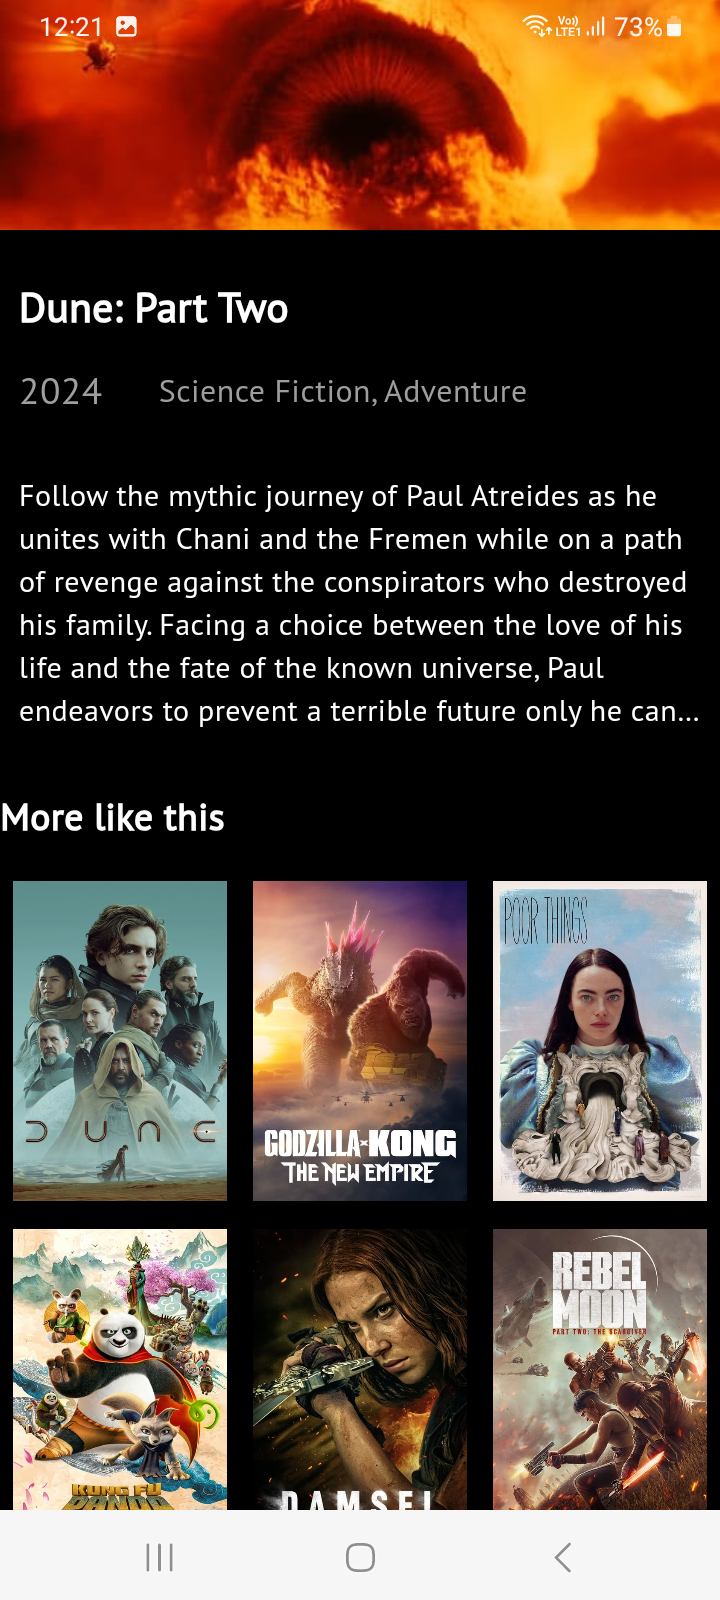 12:21
Vo)) LTE1 73%
Dune: Part Two
2024 Science Fiction, Adventure
Follow the mythic journey of Paul Atreides as he
unites with Chani and the Fremen while on a path
of revenge against the conspirators who destroyed
his family. Facing a choice between the love of his
life and the fate of the known universe, Paul
endeavors to prevent a terrible future only he can...
More like this
DUNE
GODZILLA × KONG
THE NEW EMPIRE
POOR THINGS
KUNG FU
PANDA
DAMSEL
REBEL
MOON
PART TWO: THE SCARGIVER